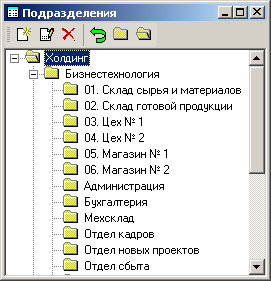 Подразделения
Холдинг
Бизнестехнология
01. Склад сырья и материалов
02. Склад готовой продукции
03. Цех № 1
04. Цех № 2
05. Магазин № 1
06. Магазин № 2
Администрация
Бухгалтерия
Мехсклад
Отдел кадров
Отдел новых проектов
Отдел сбыта